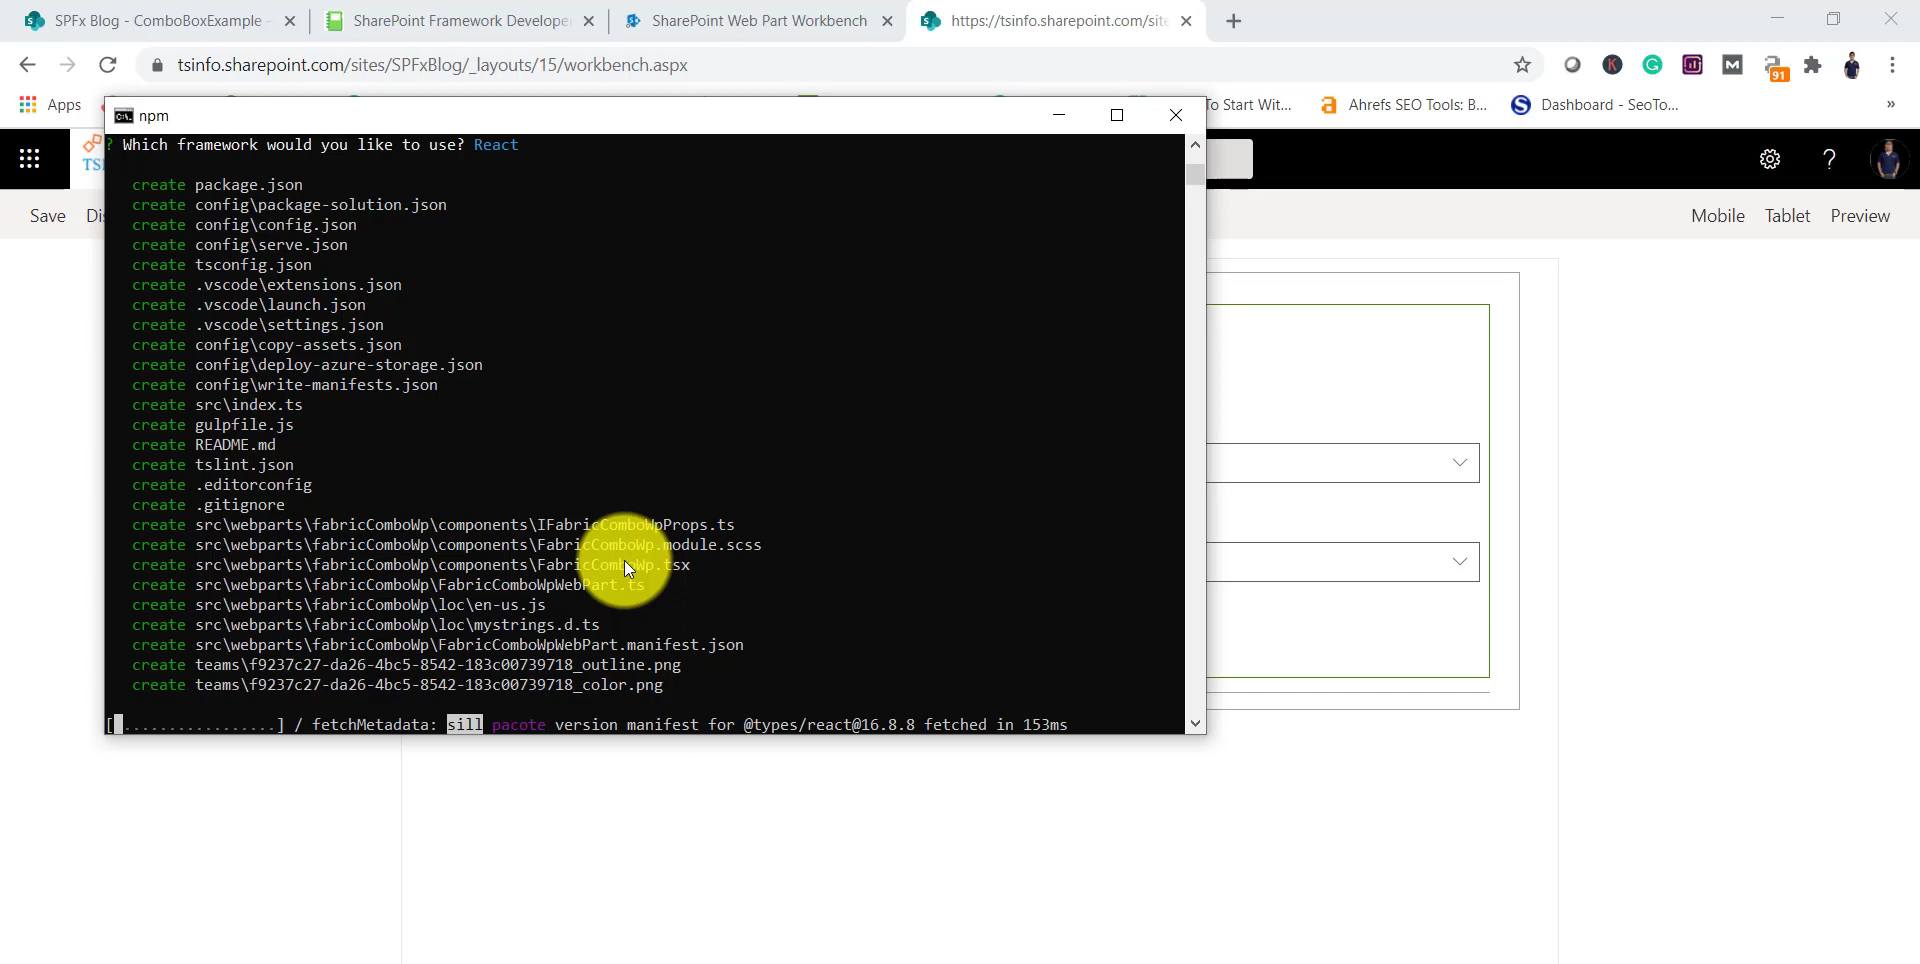 SPFx Blog - ComboBoxExample -
SharePoint Framework Develope
SharePoint Web Part Workbench
https://tsinfo.sharepoint.com/site
tsinfo.sharepoint.com/sites/SPFxBlog/_layouts/15/workbench.aspx
91
Apps
To Start Wit...
Ahrefs SEO Tools: B...
Dashboard - SeoTo...
»
npm
? Which framework would you like to use? React
create package.json
create config\package-solution.json
create config\config.json
create config\serve.json
create tsconfig.json
create .vscode\extensions.json
create .vscode\launch.json
create .vscode\settings.json
create config\copy-assets.json
create config\deploy-azure-storage.json
create config\write-manifests.json
create src\index.ts
create gulpfile.js
create README.md
create tslint.json
create .editorconfig
create .gitignore
create src\webparts\fabricComboWp\components\IFabricComboWpProps.ts
create src\webparts\fabricComboWp\components\FabricComboWp.module.scss
create src\webparts\fabricComboWp\components\FabricComboWp.tsx
create src\webparts\fabricComboWp\FabricComboWpWebPart.ts
create src\webparts\fabricComboWp\loc\en-us.js
create src\webparts\fabricComboWp\loc\mystrings.d.ts
create src\webparts\fabricComboWp\FabricComboWpWebPart.manifest.json
create teams\f9237c27-da26-4bc5-8542-183c00739718_outline.png
create teams\f9237c27-da26-4bc5-8542-183c00739718_color.png
[ .................] / fetchMetadata: sill pacote version manifest for @types/react@16.8.8 fetched in 153ms
TS
Save Di
Mobile Tablet Preview